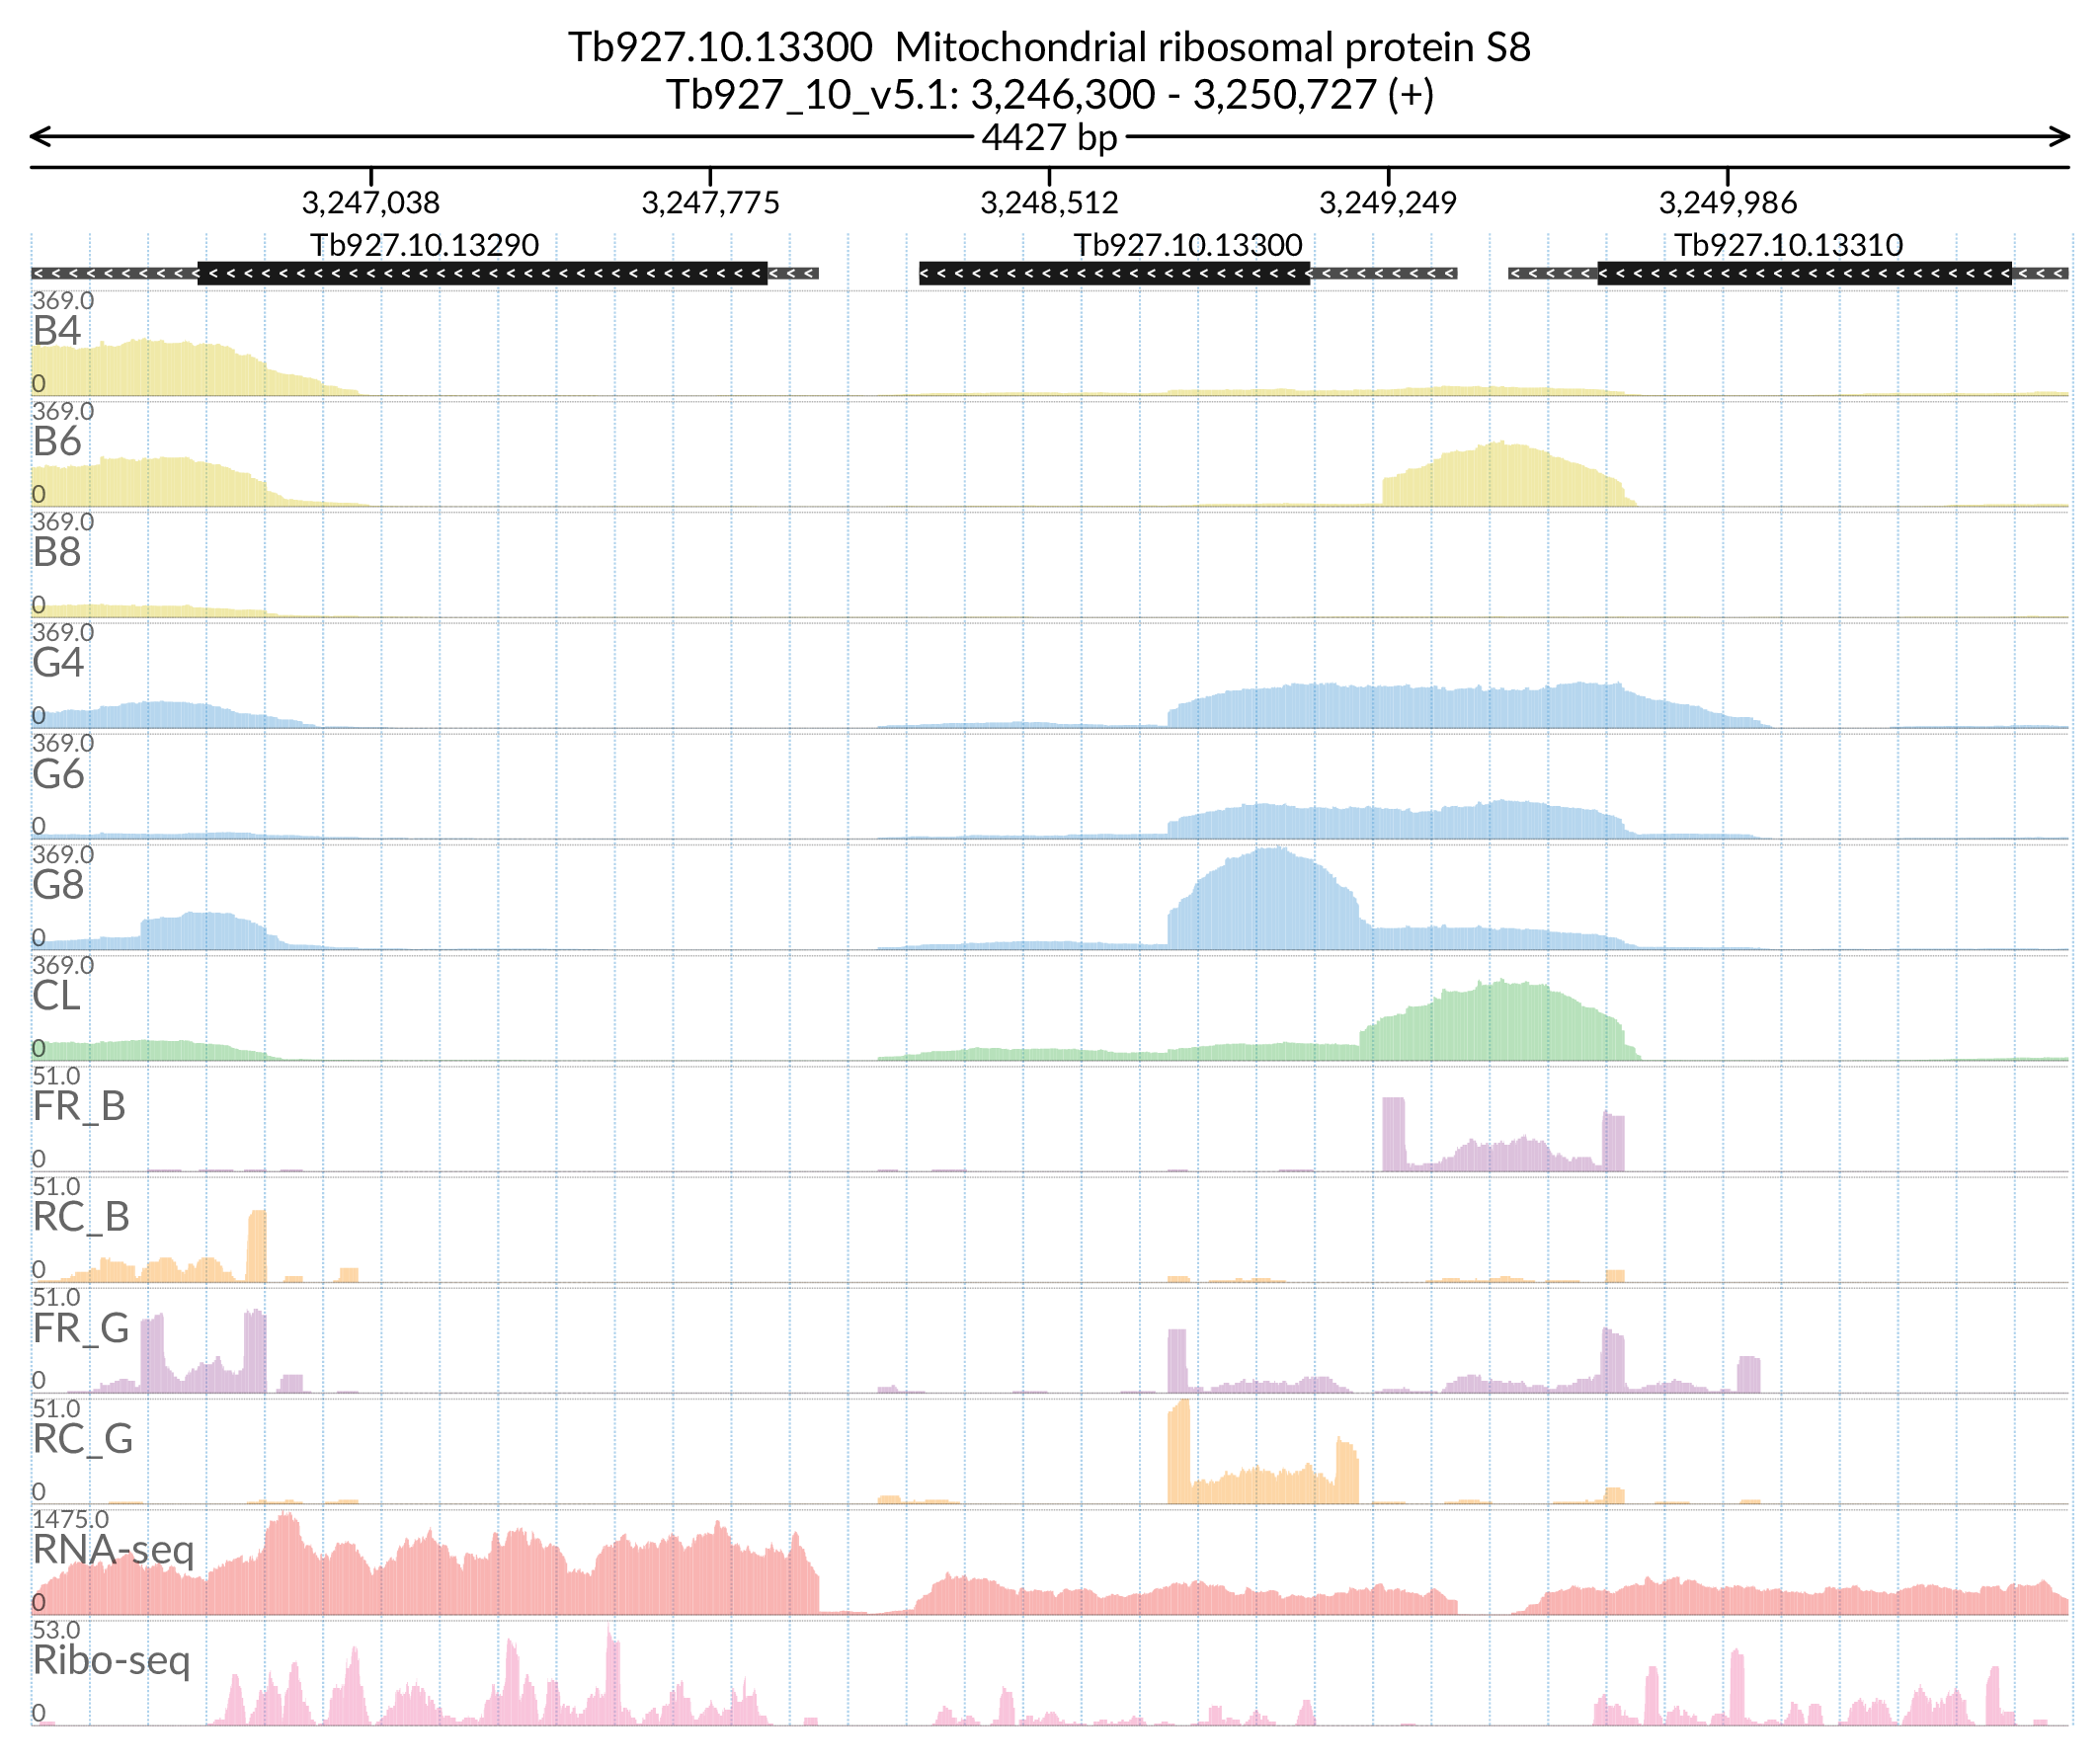 Tb927.10.13300 Mitochondrial ribosomal protein S8
Tb927_10_v5.1: 3,246,300 - 3,250,727 (+)
4427 bp
3,247,038 3,247,775 3,248,512 3,249,249 3,249,986
Tb927.10.13290 Tb927.10.13300 Tb927.10.13310
369.0
B4
0
369.0
B6
0
369.0
B8
0
369.0
G4
0
369.0
G6
0
369.0
G8
0
369.0
CL
0
51.0
FR_B
0
51.0
RC_B
0
51.0
FR_G
0
51.0
RC_G
0
1475.0
RNA-seq
0
53.0
Ribo-seq
0